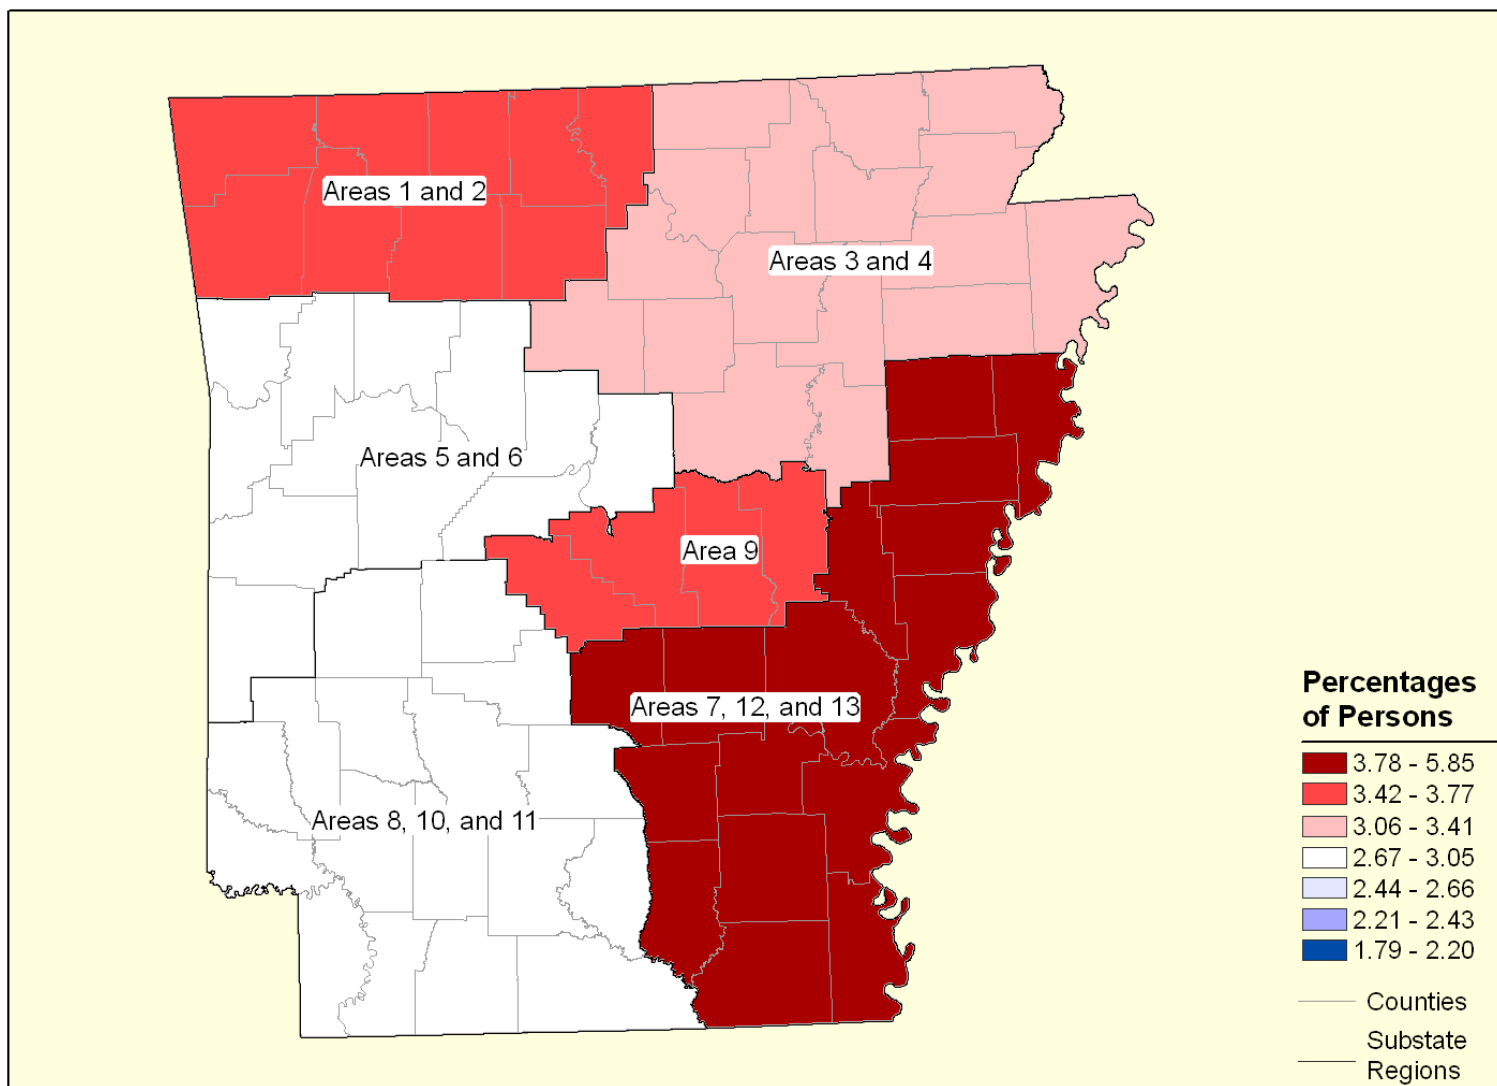 Areas 1 and 2
Areas 3 and 4
Areas 5 and 6
Area 9
Areas 7, 12, and 13
Areas 8, 10, and 11
Percentages
of Persons
3.78 - 5.85
3.42 - 3.77
3.06 - 3.41
2.67 - 3.05
2.44 - 2.66
2.21 - 2.43
1.79 - 2.20
Counties
Substate
Regions